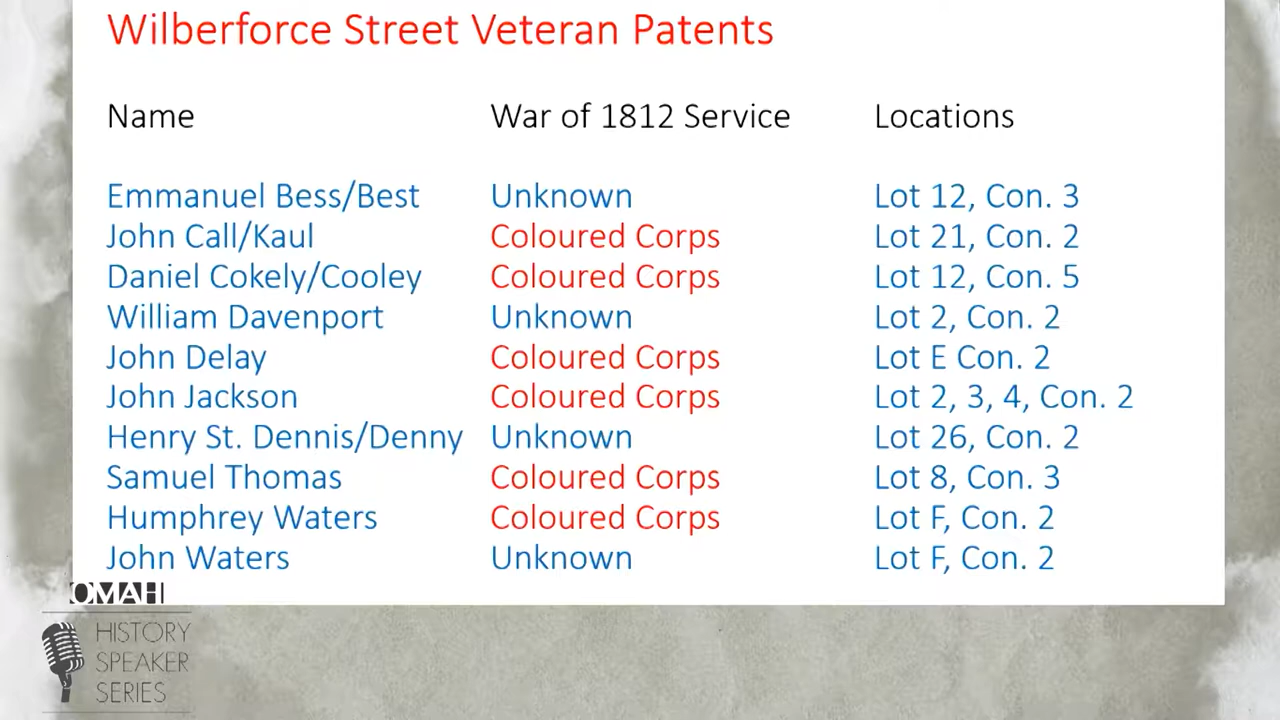 Wilberforce Street Veteran Patents
Name War of 1812 Service Locations
Emmanuel Bess/Best Unknown Lot 12, Con. 3
John Call/Kaul Coloured Corps Lot 21, Con. 2
Daniel Cokely/Cooley Coloured Corps Lot 12, Con. 5
William Davenport Unknown Lot 2, Con. 2
John Delay Coloured Corps Lot E Con. 2
John Jackson Coloured Corps Lot 2, 3, 4, Con. 2
Henry St. Dennis/Denny Unknown Lot 26, Con. 2
Samuel Thomas Coloured Corps Lot 8, Con. 3
Humphrey Waters Coloured Corps Lot F, Con. 2
John Waters Unknown Lot F, Con. 2
OMAH
HISTORY
SPEAKER
SERIES